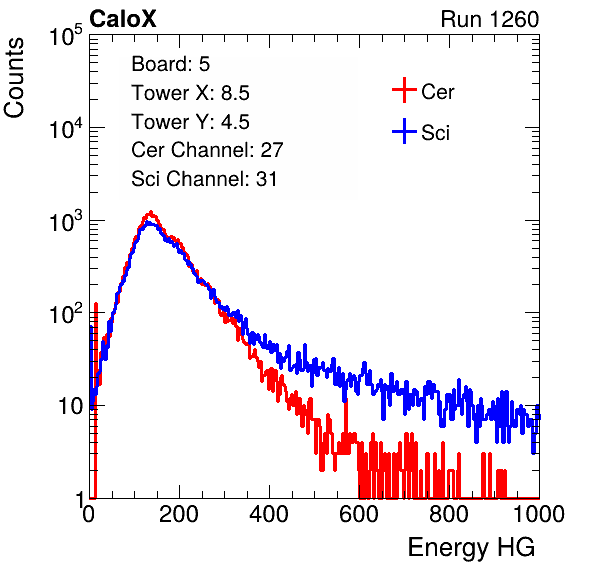 CaloX Run 1260
Counts
10^5
10^4
10^3
10^2
10
1
Board: 5
Tower X: 8.5
Tower Y: 4.5
Cer Channel: 27
Sci Channel: 31
Cer
Sci
0 200 400 600 800 1000
Energy HG